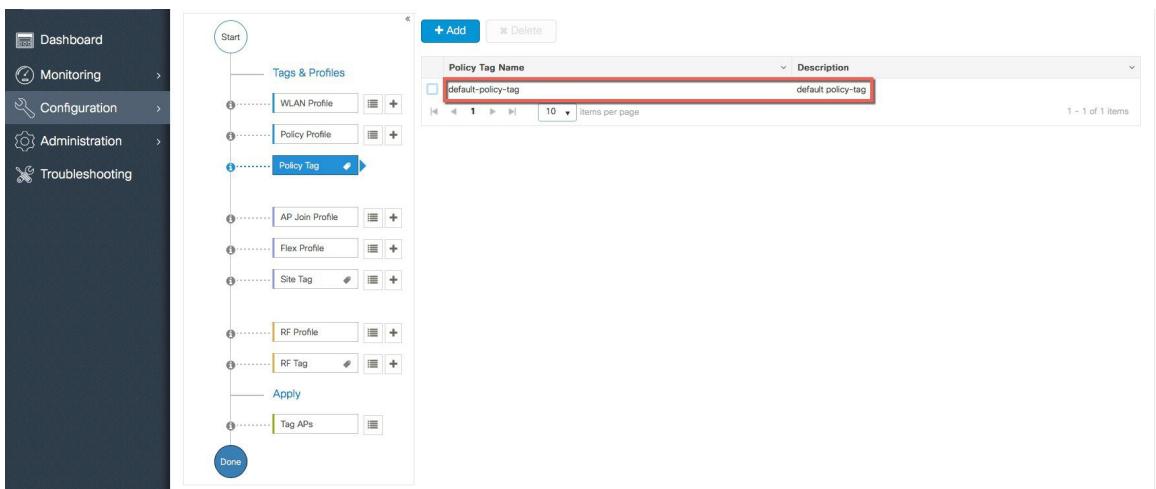 Dashboard
Monitoring
Configuration
Administration
Troubleshooting
Start
«
Tags & Profiles
WLAN Profile
Policy Profile
Policy Tag
AP Join Profile
Flex Profile
Site Tag
RF Profile
RF Tag
Apply
Tag APs
Done
+ Add
✖ Delete
Policy Tag Name Description
default-policy-tag default policy-tag
1 10 items per page 1 - 1 of 1 items